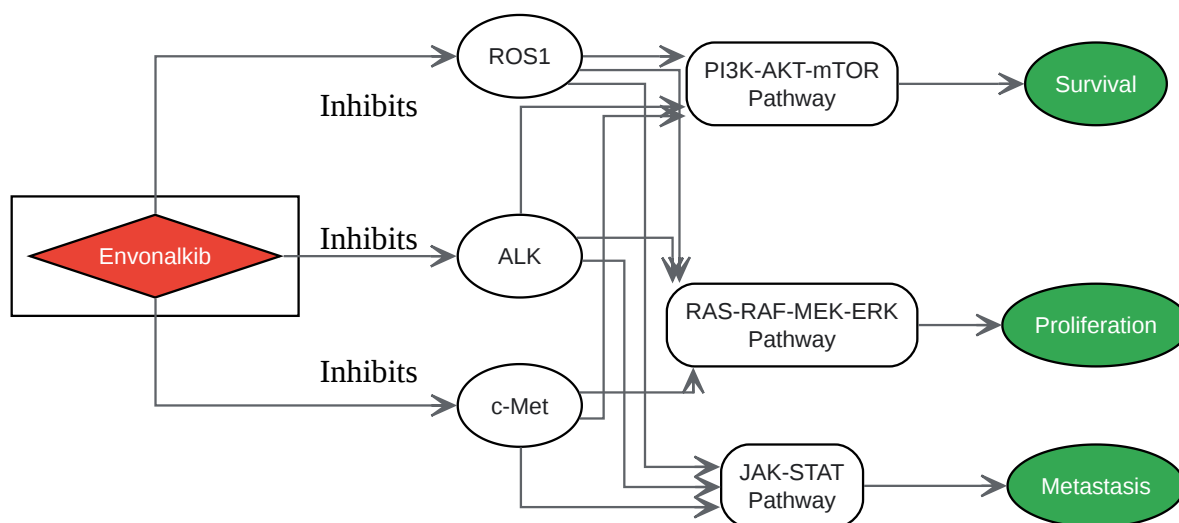 ROS1
PI3K-AKT-mTOR
Pathway
Survival
Inhibits
Envonalkib
Inhibits
ALK
RAS-RAF-MEK-ERK
Pathway
Proliferation
Inhibits
c-Met
JAK-STAT
Pathway
Metastasis